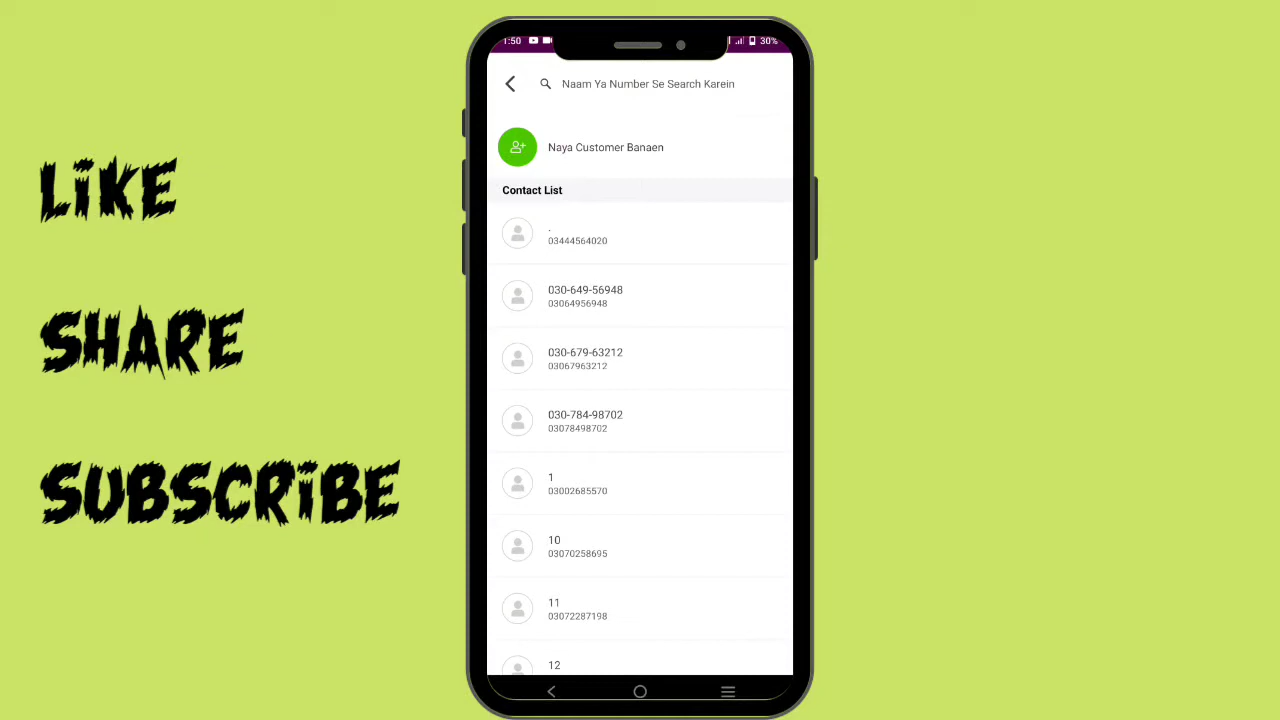 LIKE
SHARE
SUBSCRIBE
1:50
30%
Naam Ya Number Se Search Karein
Naya Customer Banaen
Contact List
.
03444564020
030-649-56948
03064956948
030-679-63212
03067963212
030-784-98702
03078498702
1
03002685570
10
03070258695
11
03072287198
12